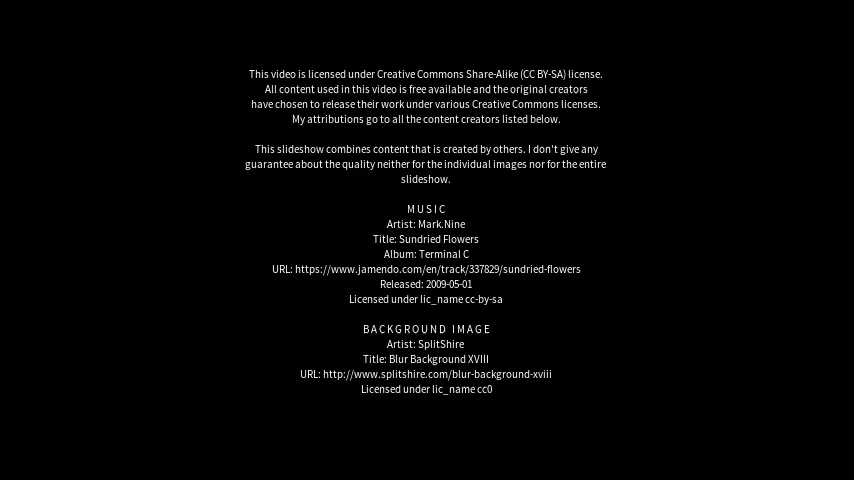 This video is licensed under Creative Commons Share-Alike (CC BY-SA) license.
All content used in this video is free available and the original creators
have chosen to release their work under various Creative Commons licenses.
My attributions go to all the content creators listed below.
This slideshow combines content that is created by others. I don't give any
guarantee about the quality neither for the individual images nor for the entire
slideshow.
MUSIC
Artist: Mark.Nine
Title: Sundried Flowers
Album: Terminal C
URL: https://www.jamendo.com/en/track/337829/sundried-flowers
Released: 2009-05-01
Licensed under lic_name cc-by-sa
BACKGROUND IMAGE
Artist: SplitShire
Title: Blur Background XVIII
URL: http://www.splitshire.com/blur-background-xviii
Licensed under lic_name cc0